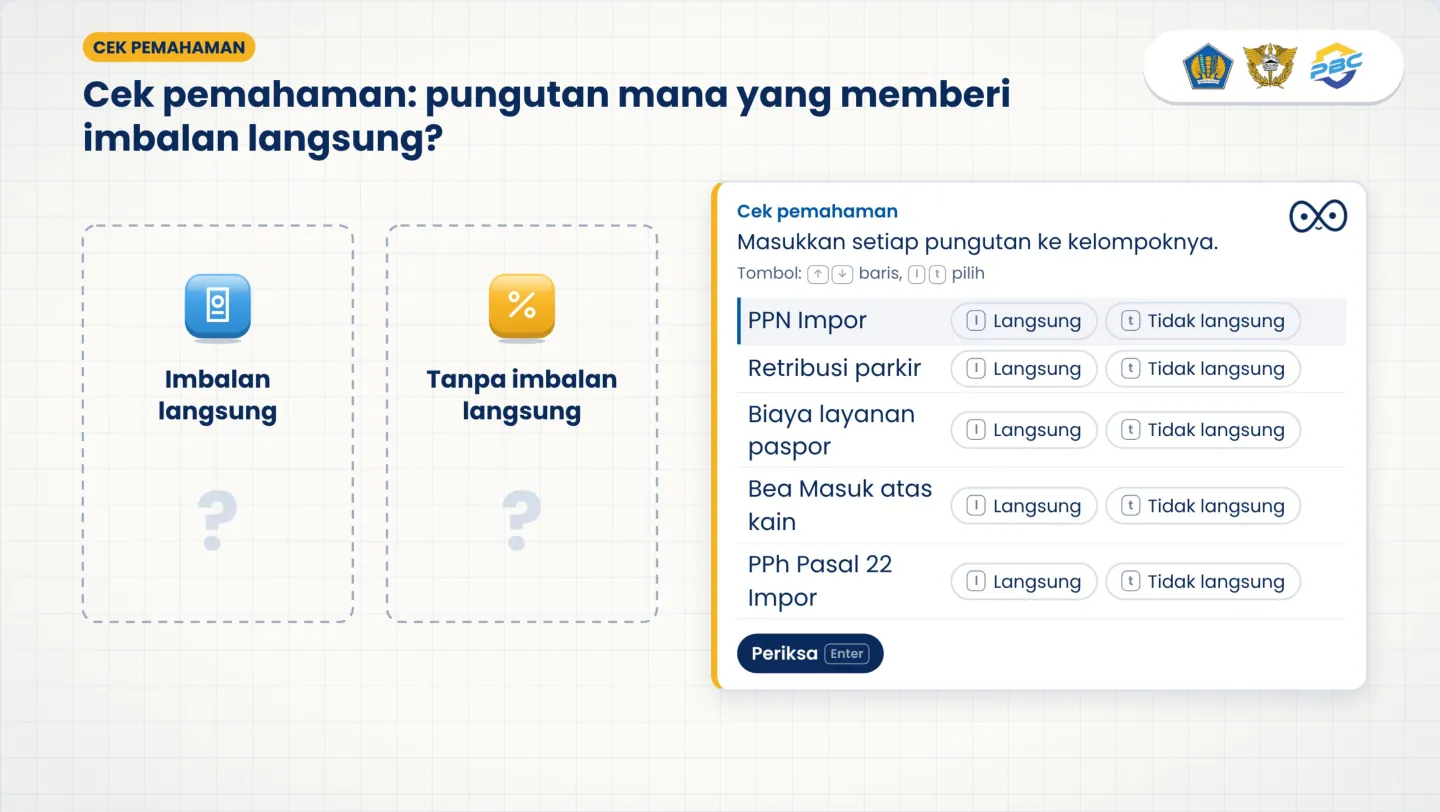 CEK PEMAHAMAN
Cek pemahaman: pungutan mana yang memberi
imbalan langsung?
PBC
Imbalan
langsung
?
Tanpa imbalan
langsung
?
Cek pemahaman
Masukkan setiap pungutan ke kelompoknya.
Tombol: ↑ ↓ baris, l t pilih
PPN Impor l Langsung t Tidak langsung
Retribusi parkir l Langsung t Tidak langsung
Biaya layanan
paspor l Langsung t Tidak langsung
Bea Masuk atas
kain l Langsung t Tidak langsung
PPh Pasal 22
Impor l Langsung t Tidak langsung
Periksa Enter